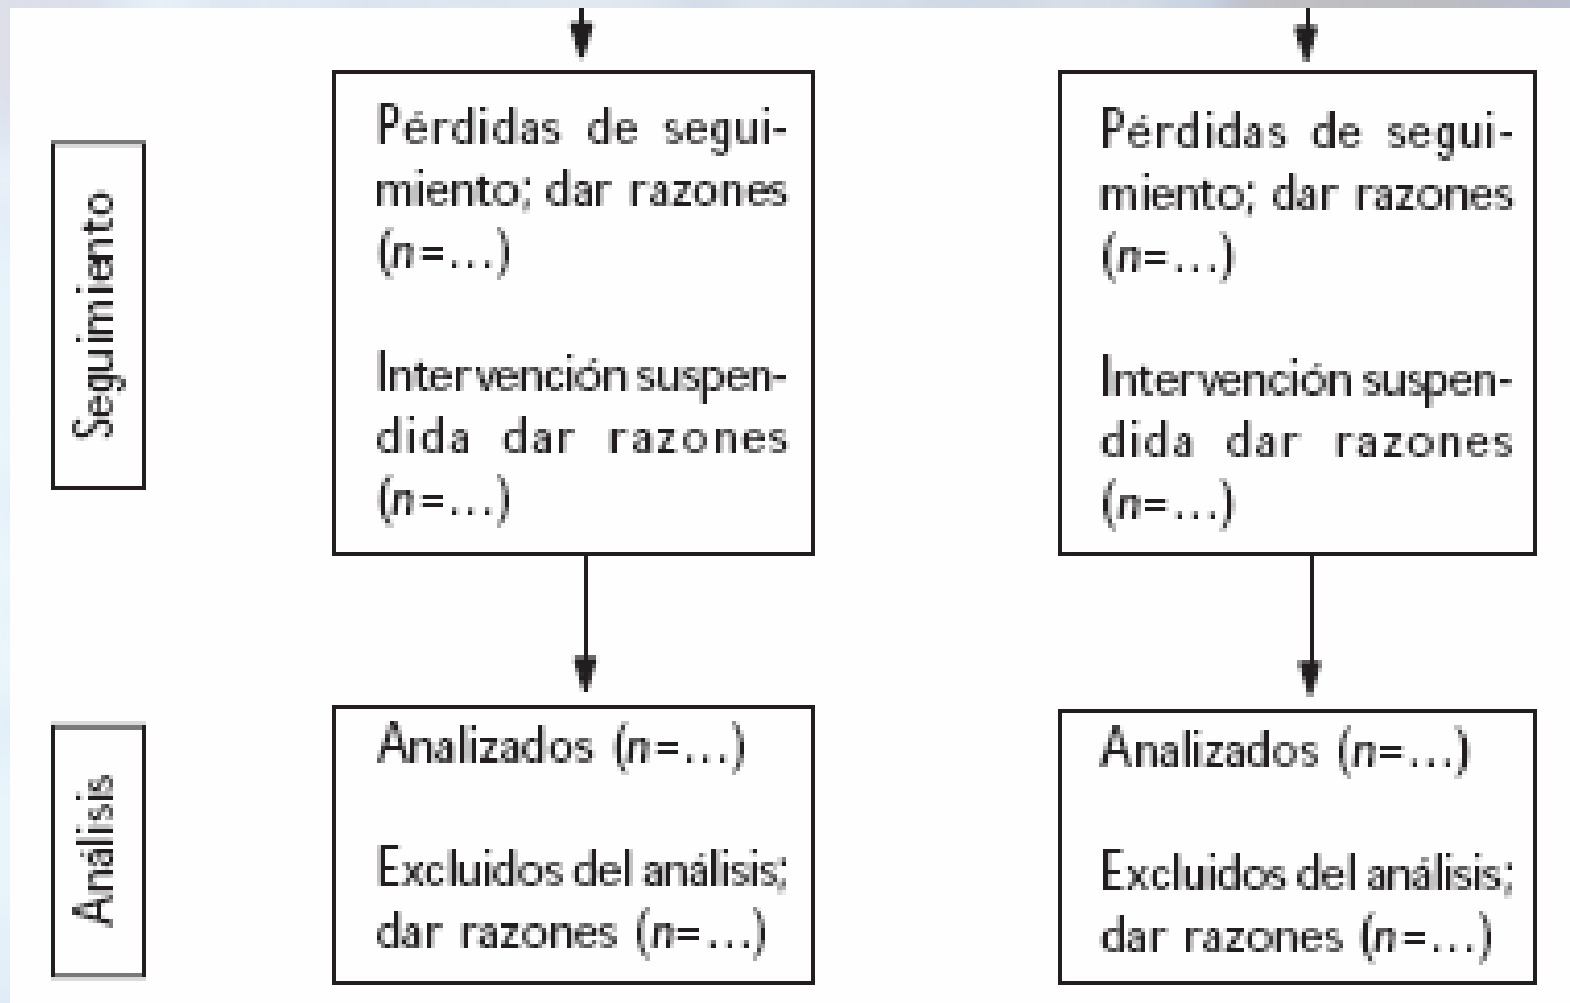 Seguimiento
Pérdidas de segui-
miento; dar razones
(n=...)
Intervención suspen-
dida dar razones
(n=...)
Pérdidas de segui-
miento; dar razones
(n=...)
Intervención suspen-
dida dar razones
(n=...)
Análisis
Analizados (n=...)
Excluidos del análisis;
dar razones (n=...)
Analizados (n=...)
Excluidos del análisis;
dar razones (n=...)